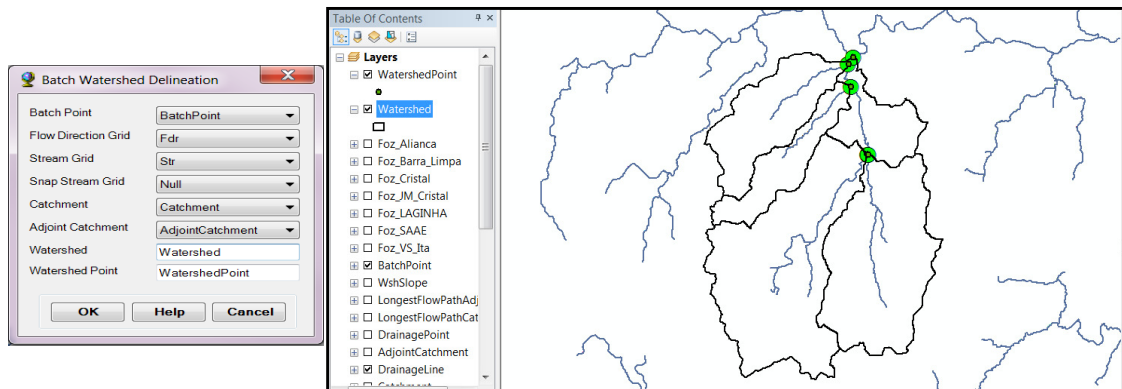 Batch Watershed Delineation
Batch Point BatchPoint
Flow Direction Grid Fdr
Stream Grid Str
Snap Stream Grid Null
Catchment Catchment
Adjoint Catchment AdjointCatchment
Watershed Watershed
Watershed Point WatershedPoint
OK Help Cancel
Table Of Contents
Layers
WatershedPoint
Watershed
Foz_Alianca
Foz_Barra_Limpa
Foz_Cristal
Foz_JM_Cristal
Foz_LAGINHA
Foz_SAAE
Foz_VS_Ita
BatchPoint
WshSlope
LongestFlowPathAdj
LongestFlowPathCat
DrainagePoint
AdjointCatchment
DrainageLine
Catchment